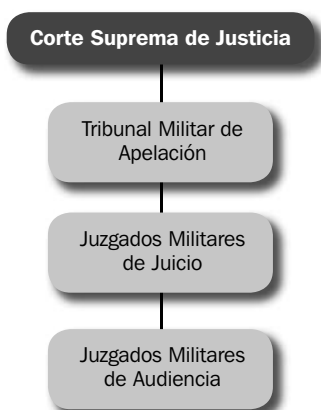 Corte Suprema de Justicia
Tribunal Militar de
Apelación
Juzgados Militares
de Juicio
Juzgados Militares
de Audiencia